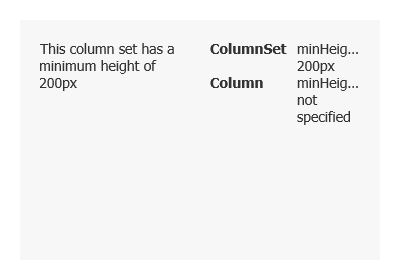 This column set has a
minimum height of
200px
ColumnSet minHeig...
200px
Column minHeig...
not
specified